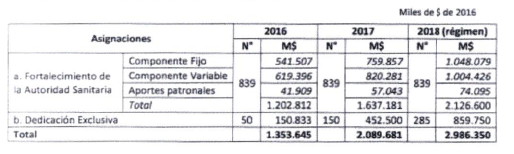 Miles de $ de 2016
Asignaciones 2016 2017 2018 (régimen)
N° M$ N° M$ N° M$
a. Fortalecimiento de la Autoridad Sanitaria
Componente Fijo 541.507 759.857 1.048.079
Componente Variable 839 619.396 839 820.281 839 1.004.426
Aportes patronales 41.909 57.043 74.095
Total 1.202.812 1.637.181 2.126.600
b. Dedicación Exclusiva 50 150.833 150 452.500 285 859.750
Total 1.353.645 2.089.681 2.986.350